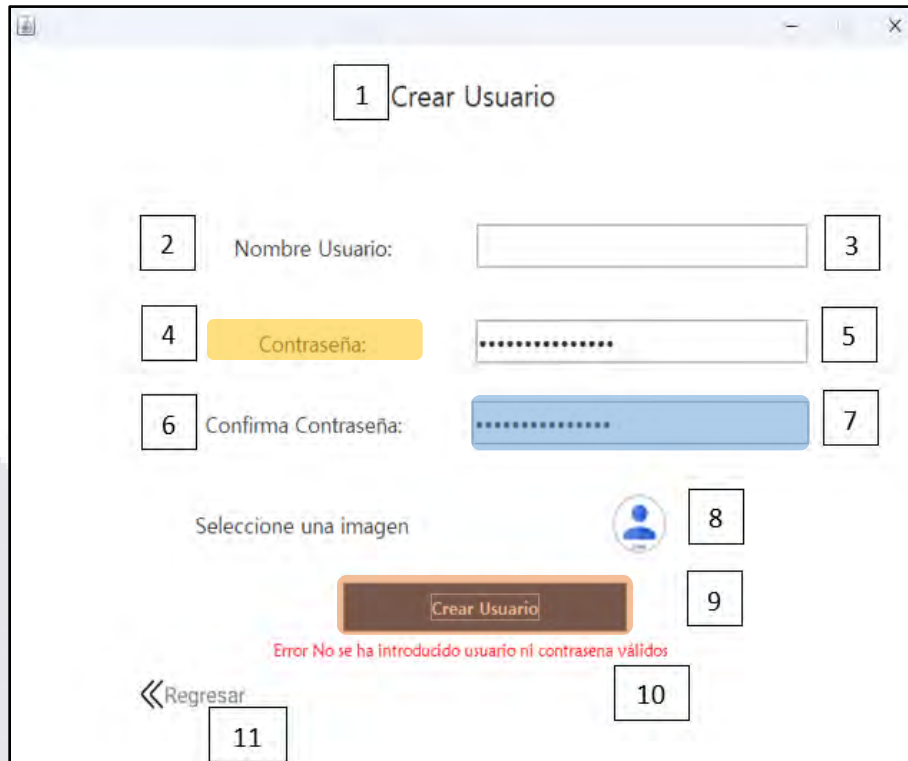 1 Crear Usuario
2 Nombre Usuario: 3
4 Contraseña: ••••••••••••••• 5
6 Confirma Contraseña: ••••••••••••••• 7
Seleccione una imagen 8
Crear Usuario 9
Error No se ha introducido usuario ni contrasena válidos
Regresar 10
11